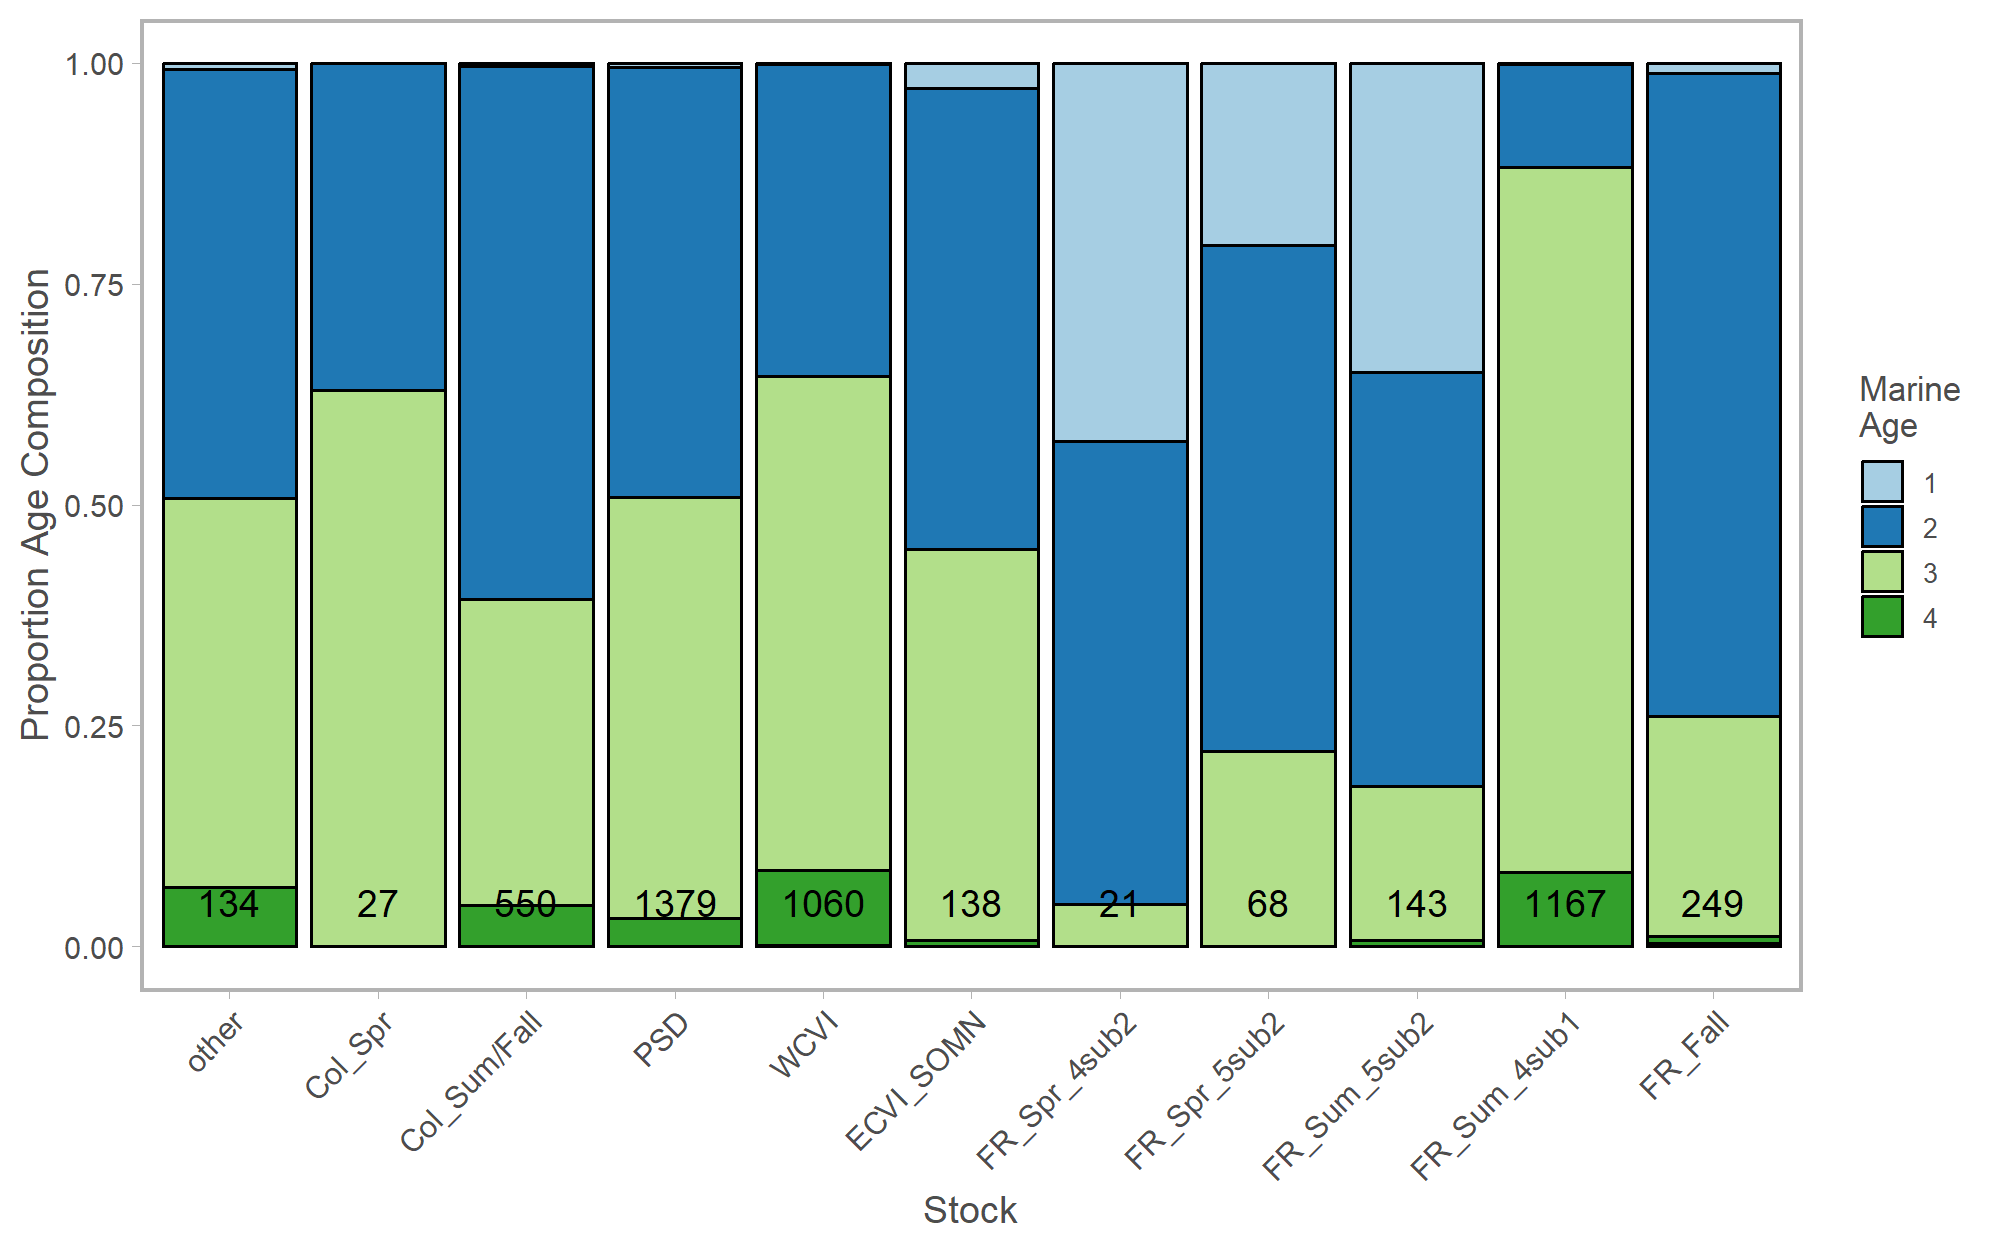 Proportion Age Composition
1.00
0.75
0.50
0.25
0.00
134
27
550
1379
1060
138
21
68
143
1167
249
other
Col_Spr
Col_Sum/Fall
PSD
WCVI
ECVI_SOMN
FR_Spr_4sub2
FR_Spr_5sub2
FR_Sum_5sub2
FR_Sum_4sub1
FR_Fall
Stock
Marine
Age
1
2
3
4